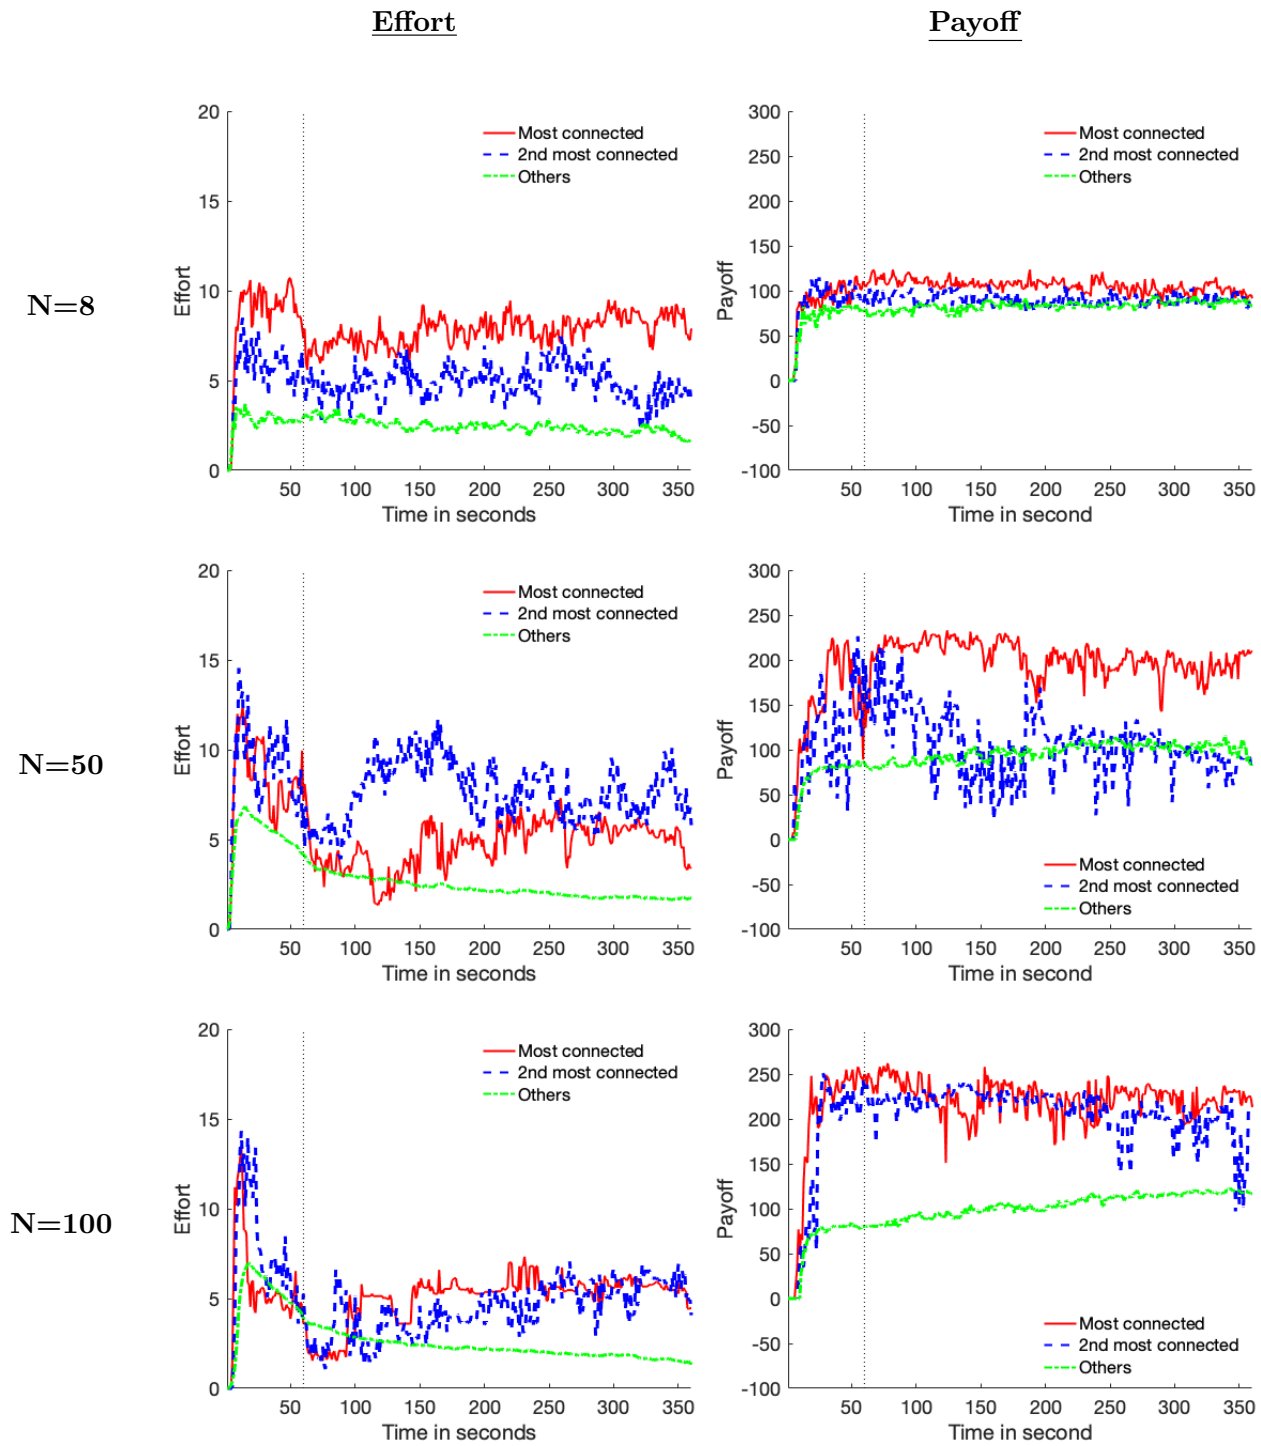 Effort
Payoff
N=8
20
15
10
5
0
Effort
Most connected
2nd most connected
Others
50 100 150 200 250 300 350
Time in seconds
300
250
200
150
100
50
0
-50
-100
Payoff
Most connected
2nd most connected
Others
50 100 150 200 250 300 350
Time in second
N=50
20
15
10
5
0
Effort
Most connected
2nd most connected
Others
50 100 150 200 250 300 350
Time in seconds
300
250
200
150
100
50
0
-50
-100
Payoff
Most connected
2nd most connected
Others
50 100 150 200 250 300 350
Time in second
N=100
20
15
10
5
0
Effort
Most connected
2nd most connected
Others
50 100 150 200 250 300 350
Time in seconds
300
250
200
150
100
50
0
-50
-100
Payoff
Most connected
2nd most connected
Others
50 100 150 200 250 300 350
Time in second